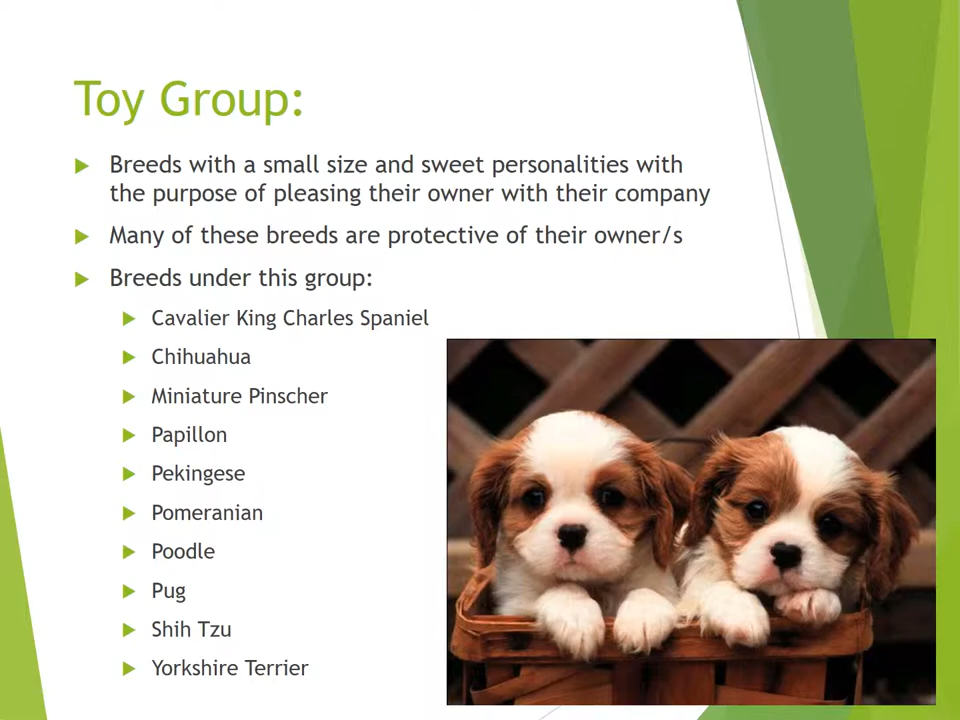 Toy Group:
Breeds with a small size and sweet personalities with
the purpose of pleasing their owner with their company
Many of these breeds are protective of their owner/s
Breeds under this group:
Cavalier King Charles Spaniel
Chihuahua
Miniature Pinscher
Papillon
Pekingese
Pomeranian
Poodle
Pug
Shih Tzu
Yorkshire Terrier